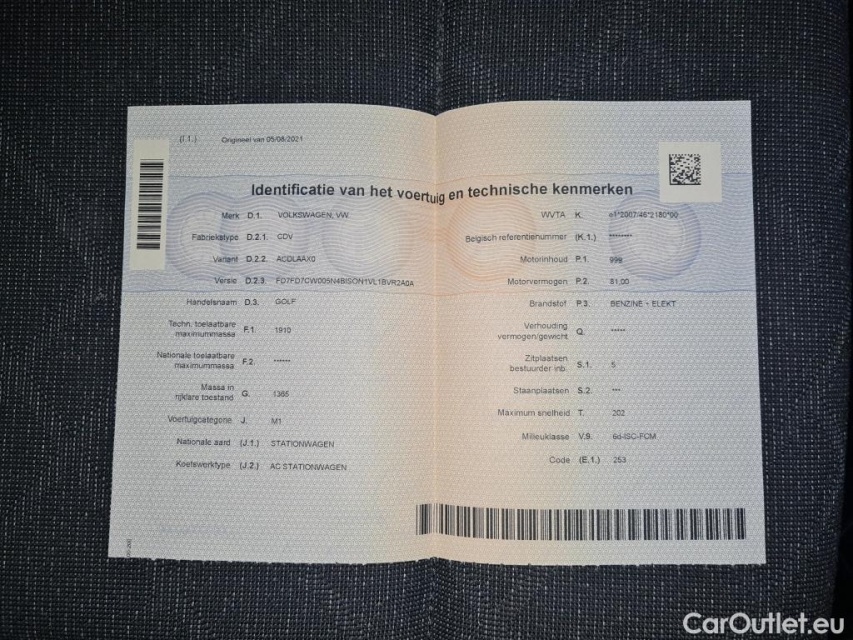 (I.1.) Origineel van 05/08/2021
Identificatie van het voertuig en technische kenmerken
Merk D.1. VOLKSWAGEN, VW
Fabriekstype D.2.1. CDV
Variant D.2.2. ACDLAAX0
Versie D.2.3.
Handelsnaam D.3. GOLF
Techn. toelaatbare
maximummassa F.1. 1910
Nationale toelaatbare
maximummassa F.2. ******
Massa in
rijklare toestand G. 1365
Voertuigcategorie J. M1
Nationale aard (J.1.) STATIONWAGEN
Koetswerktype (J.2.) AC STATIONWAGEN
WVTA K. e1*2007/46*2180*00
Belgisch referentienummer (K.1.) ********
Motorinhoud P.1. 999
Motorvermogen P.2. 81,00
Brandstof P.3. BENZINE + ELEKT
Verhouding
vermogen/gewicht Q. *****
Zitplaatsen
bestuurder inb. S.1. 5
Staanplaatsen S.2. ***
Maximum snelheid T. 202
Milieuklasse V.9. 6d-ISC-FCM
Code (E.1.) 253
CarOutlet.eu